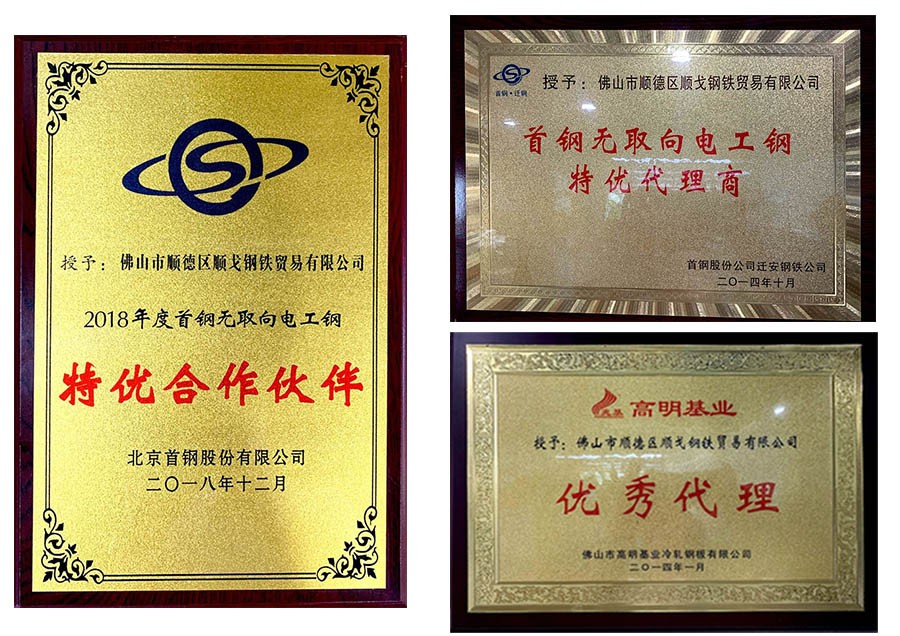 授予：佛山市顺德区顺戈钢铁贸易有限公司
2018年度首钢无取向电工钢
特优合作伙伴
北京首钢股份有限公司
二〇一八年十二月
首钢·迁钢
授予：佛山市顺德区顺戈钢铁贸易有限公司
首钢无取向电工钢
特优代理商
首钢股份公司迁安钢铁公司
二〇一四年十月
高明基业
授予：佛山市顺德区顺戈钢铁贸易有限公司
优秀代理
佛山市高明基业冷轧钢板有限公司
二〇一四年一月